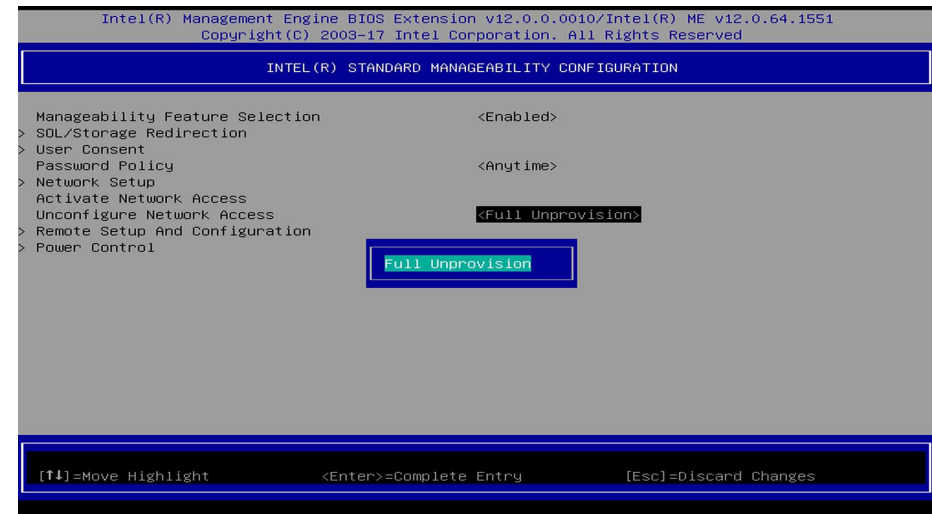 Intel(R) Management Engine BIOS Extension v12.0.0.0010/Intel(R) ME v12.0.64.1551
Copyright(C) 2003-17 Intel Corporation. All Rights Reserved
INTEL(R) STANDARD MANAGEABILITY CONFIGURATION
Manageability Feature Selection <Enabled>
> SOL/Storage Redirection
> User Consent
Password Policy <Anytime>
> Network Setup
Activate Network Access
Unconfigure Network Access <Full Unprovision>
> Remote Setup And Configuration
> Power Control
Full Unprovision
[↑↓]=Move Highlight <Enter>=Complete Entry [Esc]=Discard Changes